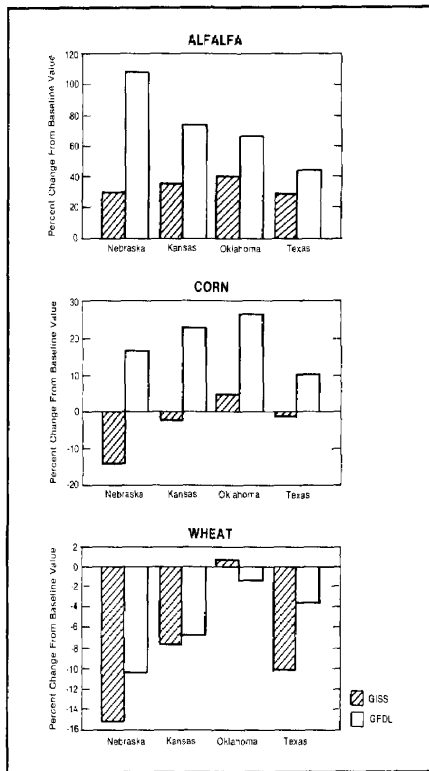 ALFALFA
Percent Change From Baseline Value
120
100
80
60
40
20
0
Nebraska Kansas Oklahoma Texas
CORN
Percent Change From Baseline Value
30
20
10
0
-10
-20
Nebraska Kansas Oklahoma Texas
WHEAT
Percent Change From Baseline Value
2
0
-2
-4
-6
-8
-10
-12
-14
-16
Nebraska Kansas Oklahoma Texas
GISS
GFDL